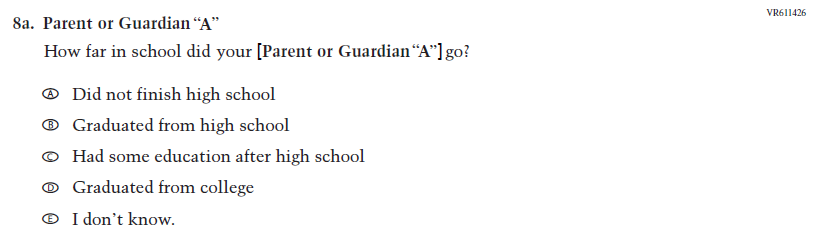 VR611426
8a. Parent or Guardian “A”
How far in school did your [Parent or Guardian “A”] go?
Ⓐ Did not finish high school
Ⓑ Graduated from high school
Ⓒ Had some education after high school
Ⓓ Graduated from college
Ⓔ I don’t know.